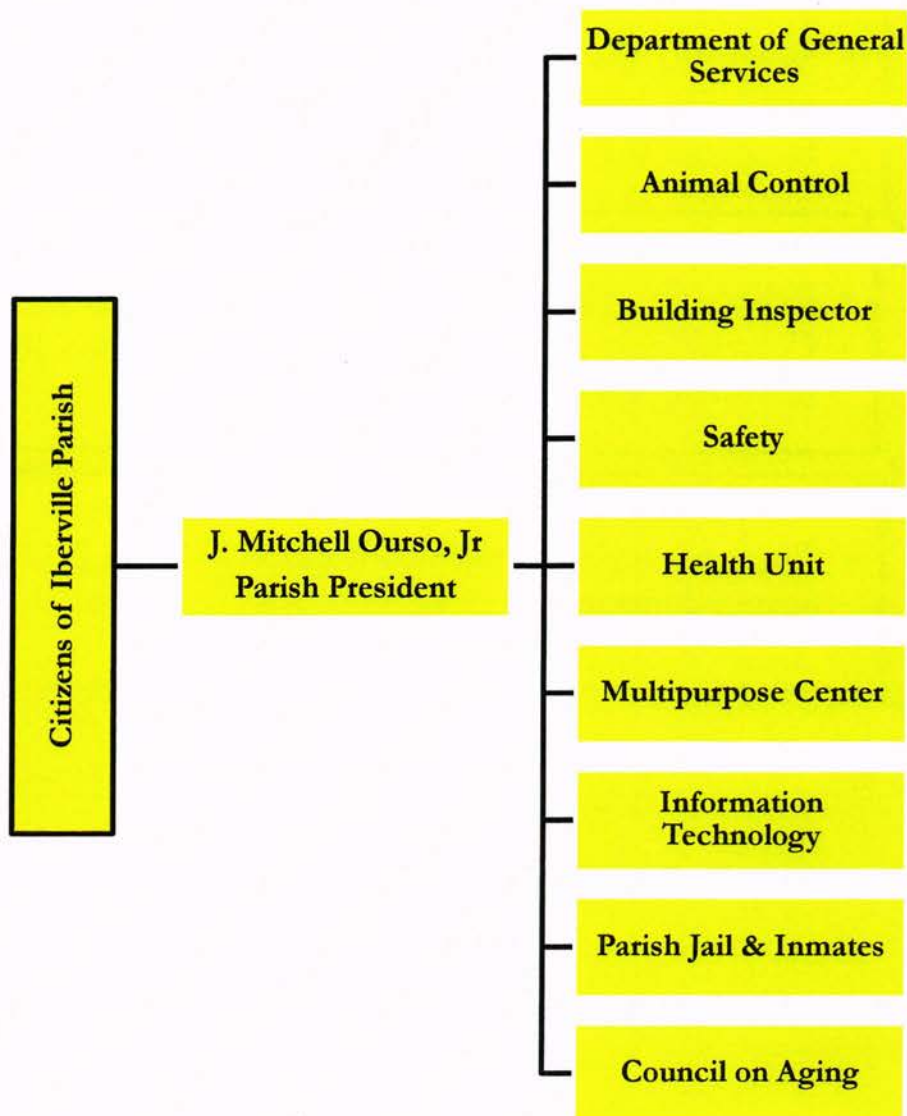 Citizens of Iberville Parish
J. Mitchell Ourso, Jr
Parish President
Department of General
Services
Animal Control
Building Inspector
Safety
Health Unit
Multipurpose Center
Information
Technology
Parish Jail & Inmates
Council on Aging